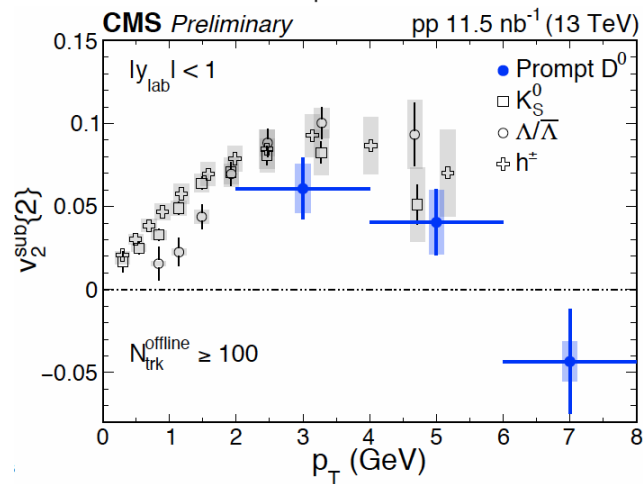 CMS Preliminary pp 11.5 nb⁻¹ (13 TeV)
|y_lab| < 1
Prompt D⁰
K_S⁰
Λ/Λ̅
h±
N_trk^offline ≥ 100
v₂^sub{2}
0.15
0.1
0.05
0
−0.05
0 1 2 3 4 5 6 7 8
p_T (GeV)